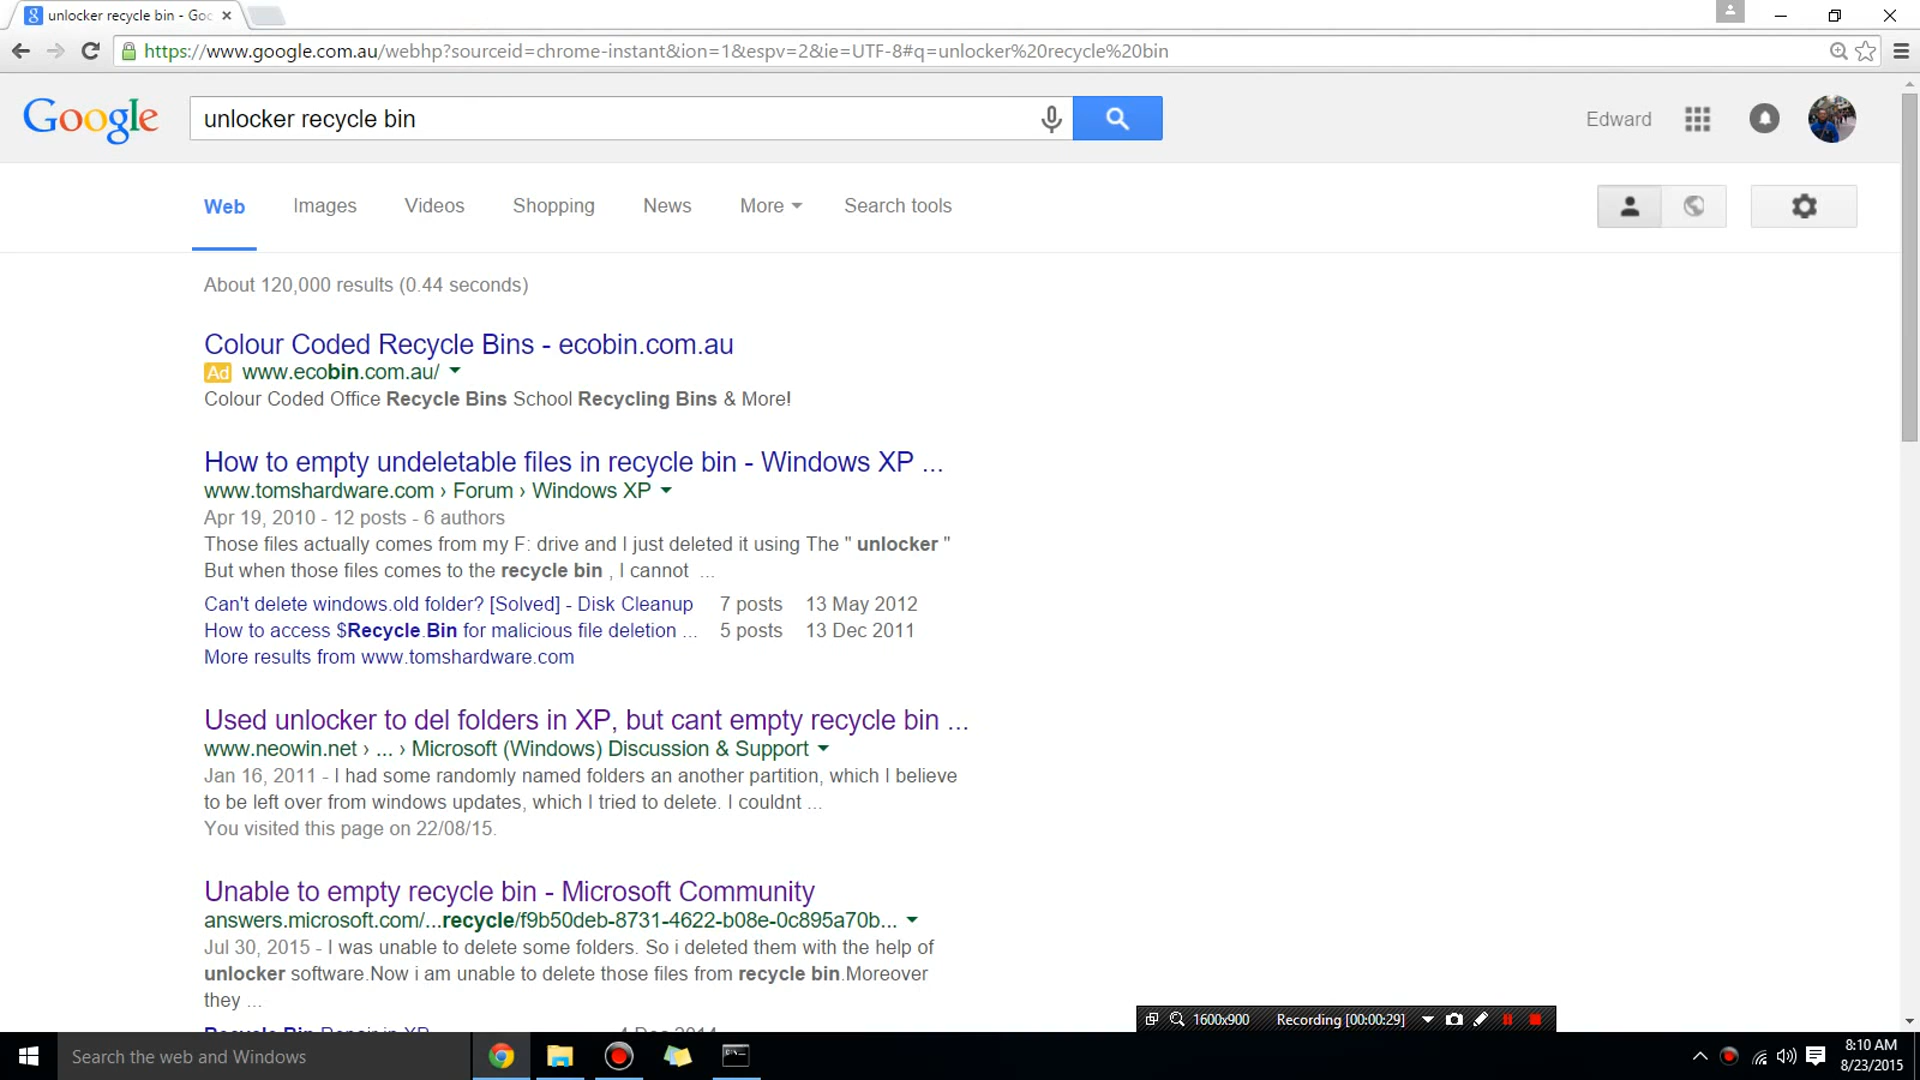 unlocker recycle bin - Goo
https://www.google.com.au/webhp?sourceid=chrome-instant&ion=1&espv=2&ie=UTF-8#q=unlocker%20recycle%20bin
Google
unlocker recycle bin
Edward
Web Images Videos Shopping News More Search tools
About 120,000 results (0.44 seconds)
Colour Coded Recycle Bins - ecobin.com.au
Ad www.ecobin.com.au/
Colour Coded Office Recycle Bins School Recycling Bins & More!
How to empty undeletable files in recycle bin - Windows XP ...
www.tomshardware.com › Forum › Windows XP
Apr 19, 2010 - 12 posts - 6 authors
Those files actually comes from my F: drive and I just deleted it using The " unlocker "
But when those files comes to the recycle bin , I cannot ...
Can't delete windows.old folder? [Solved] - Disk Cleanup 7 posts 13 May 2012
How to access $Recycle.Bin for malicious file deletion ... 5 posts 13 Dec 2011
More results from www.tomshardware.com
Used unlocker to del folders in XP, but cant empty recycle bin ...
www.neowin.net › ... › Microsoft (Windows) Discussion & Support
Jan 16, 2011 - I had some randomly named folders an another partition, which I believe
to be left over from windows updates, which I tried to delete. I couldnt ...
You visited this page on 22/08/15.
Unable to empty recycle bin - Microsoft Community
answers.microsoft.com/...recycle/f9b50deb-8731-4622-b08e-0c895a70b...
Jul 30, 2015 - I was unable to delete some folders. So i deleted them with the help of
unlocker software.Now i am unable to delete those files from recycle bin.Moreover
they ...
Recycle Bin Repair in XP 4 Dec 2014
1600x900 Recording [00:00:29]
Search the web and Windows
8:10 AM
8/23/2015